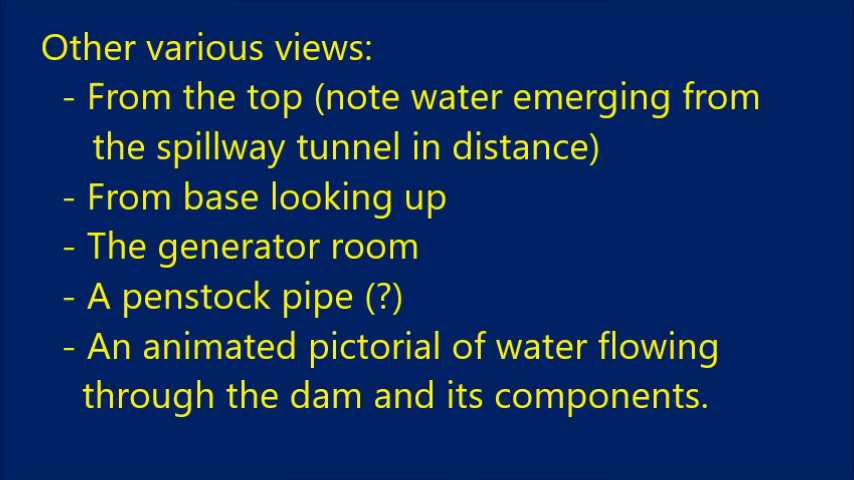 Other various views:
- From the top (note water emerging from
the spillway tunnel in distance)
- From base looking up
- The generator room
- A penstock pipe (?)
- An animated pictorial of water flowing
through the dam and its components.